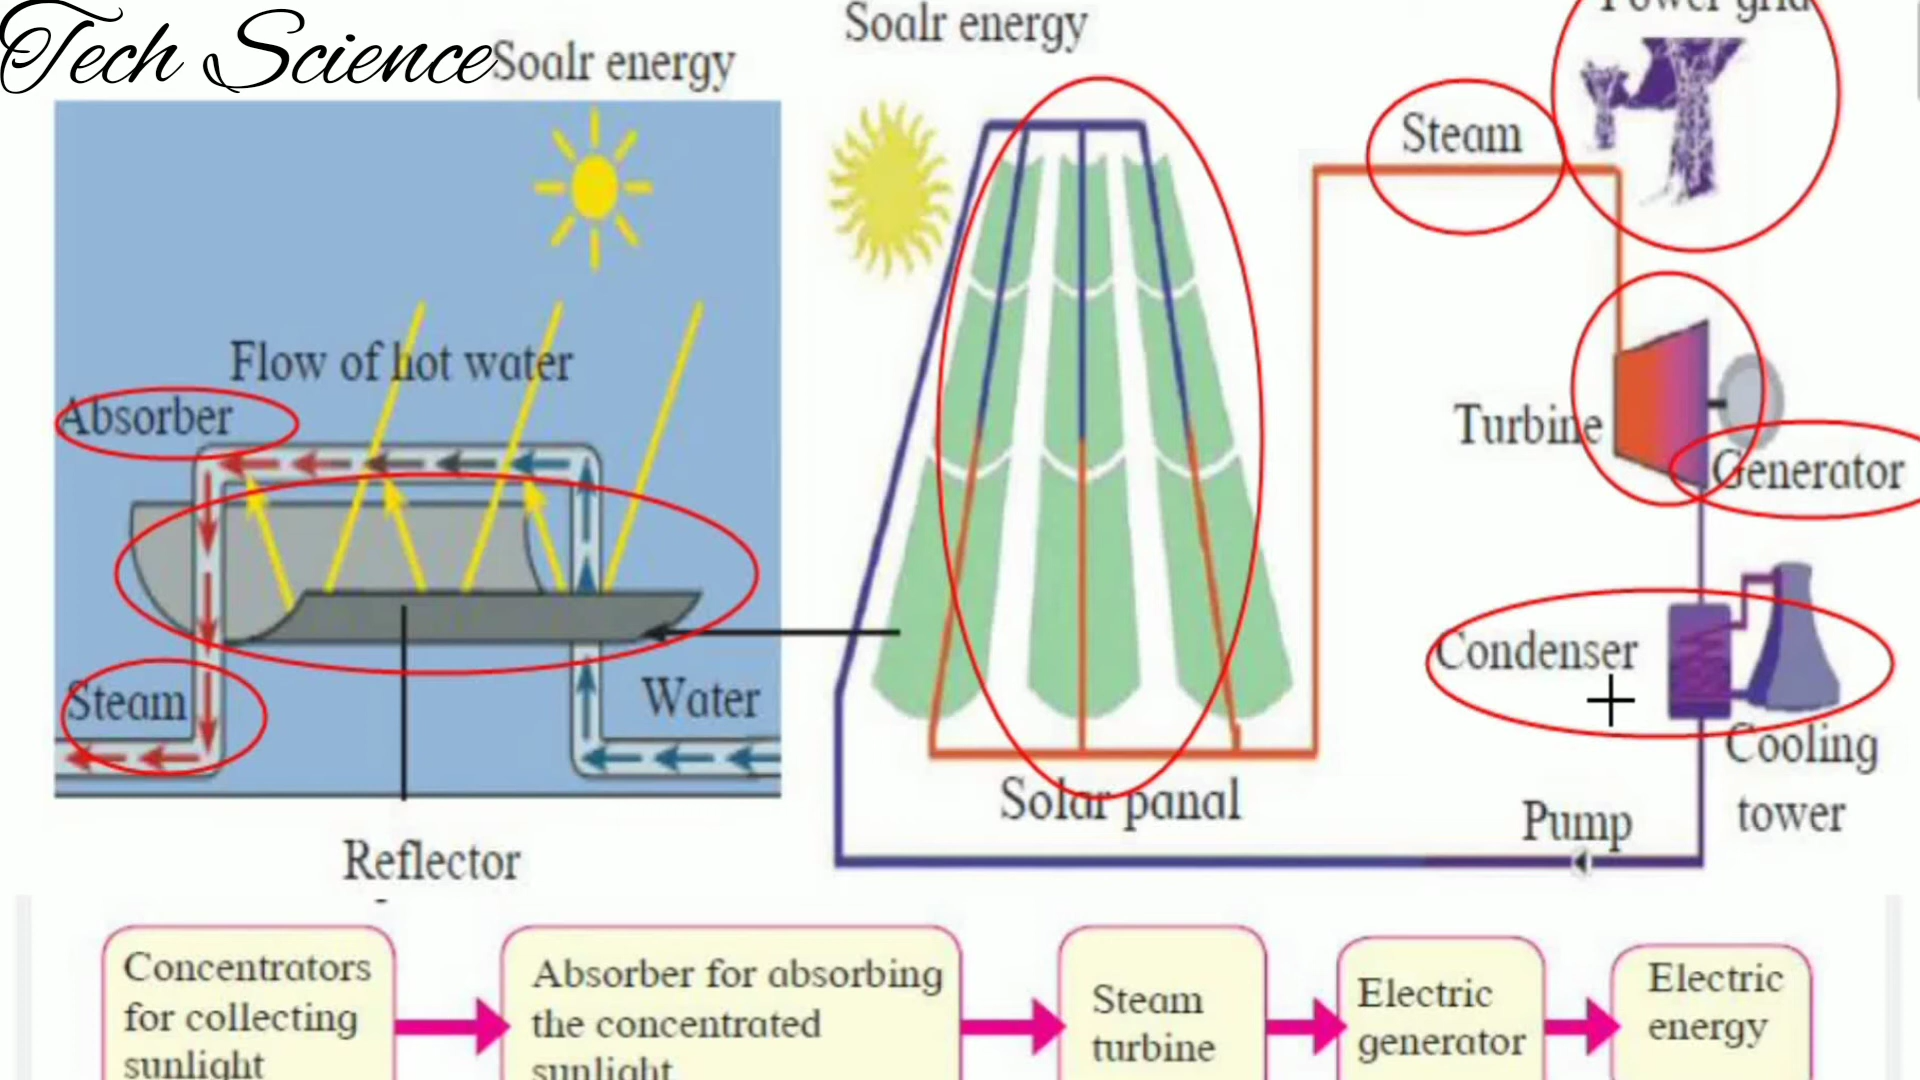 Tech Science
Soalr energy
Soalr energy
Power grid
Steam
Flow of hot water
Absorber
Turbine
Generator
Steam
Water
Condenser
Cooling
tower
Solar panal
Pump
Reflector
Concentrators
for collecting
sunlight
Absorber for absorbing
the concentrated
sunlight
Steam
turbine
Electric
generator
Electric
energy